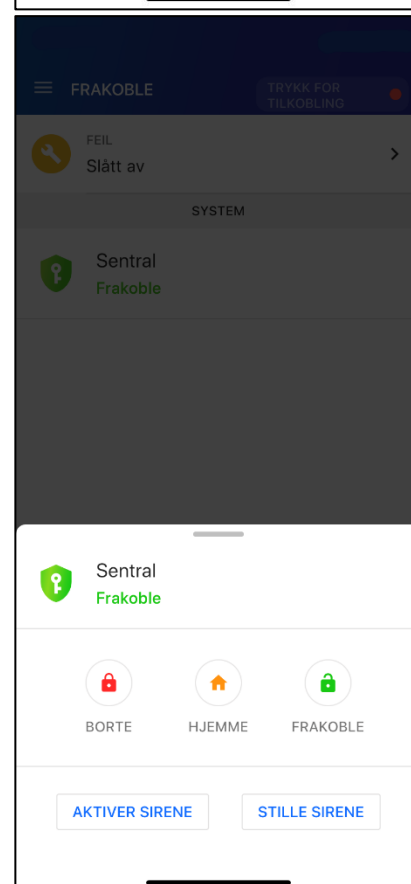 FRAKOBLE
TRYKK FOR
TILKOBLING
FEIL
Slått av
SYSTEM
Sentral
Frakoble
Sentral
Frakoble
BORTE HJEMME FRAKOBLE
AKTIVER SIRENE STILLE SIRENE